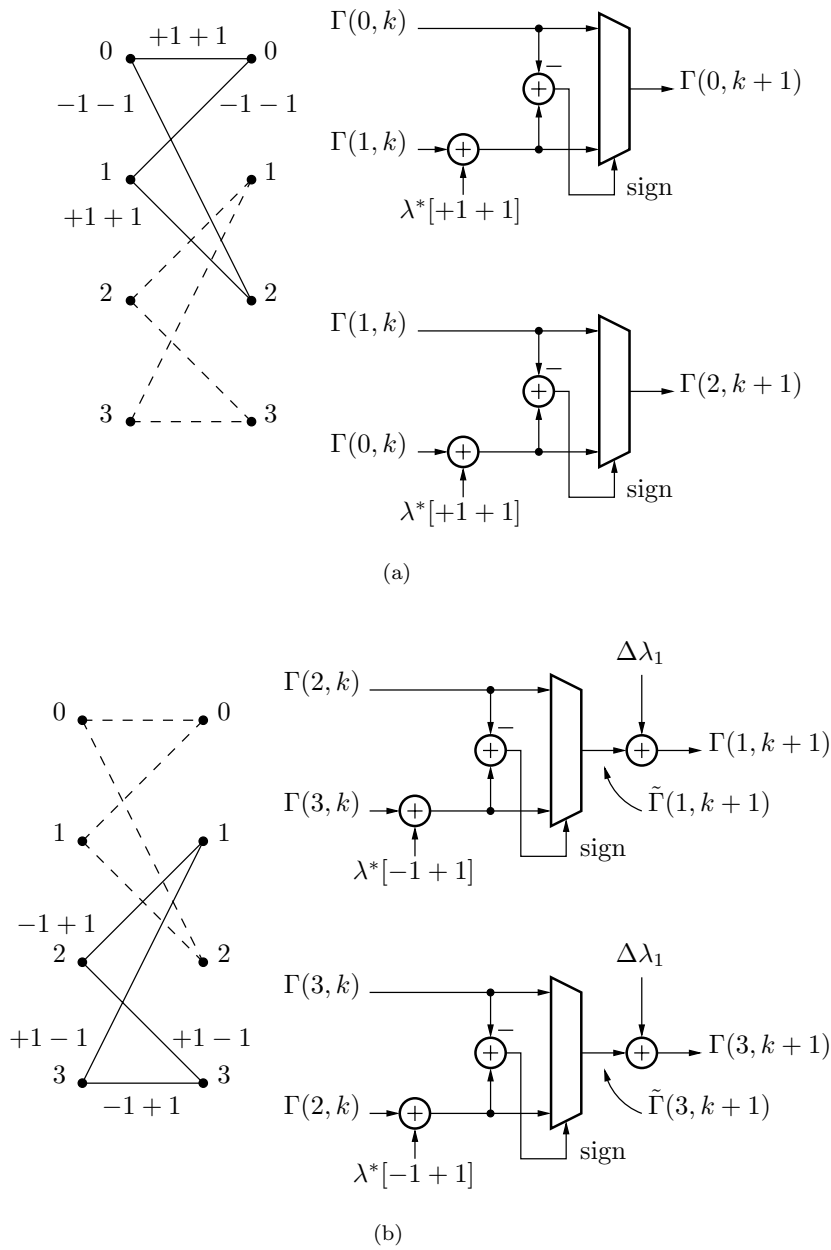 0
+1 + 1
0
−1 − 1
−1 − 1
1
1
+1 + 1
2
2
3
3
Γ(0, k)
−
+
Γ(0, k + 1)
Γ(1, k)
+
sign
λ*[+1 + 1]
Γ(1, k)
−
+
Γ(2, k + 1)
Γ(0, k)
+
sign
λ*[+1 + 1]
(a)
0
0
1
1
−1 + 1
2
2
+1 − 1
+1 − 1
3
3
−1 + 1
Δλ₁
Γ(2, k)
−
+
+
Γ(1, k + 1)
Γ(3, k)
+
Γ̃(1, k + 1)
sign
λ*[−1 + 1]
Δλ₁
Γ(3, k)
−
+
+
Γ(3, k + 1)
Γ(2, k)
+
Γ̃(3, k + 1)
sign
λ*[−1 + 1]
(b)